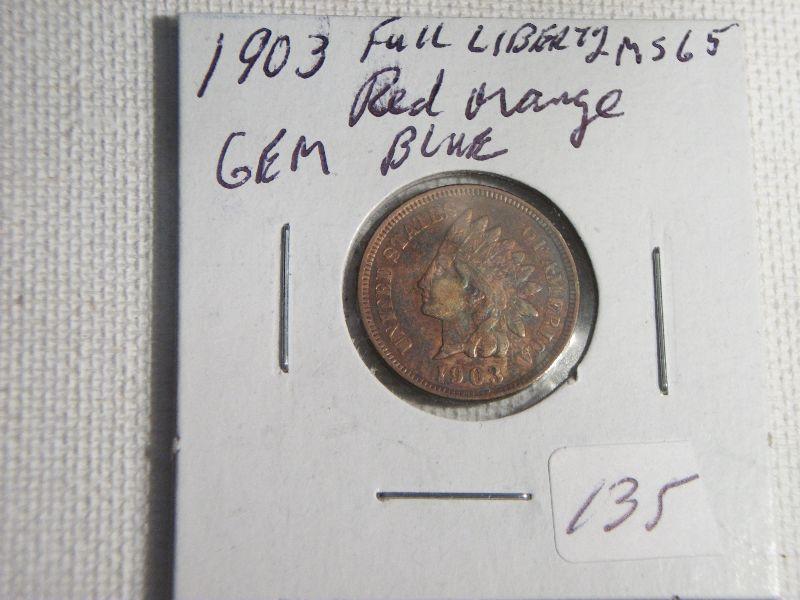 1903 Full LIBERTY MS65
Red orange
GEM BLUE
UNITED STATES OF AMERICA
1903
135